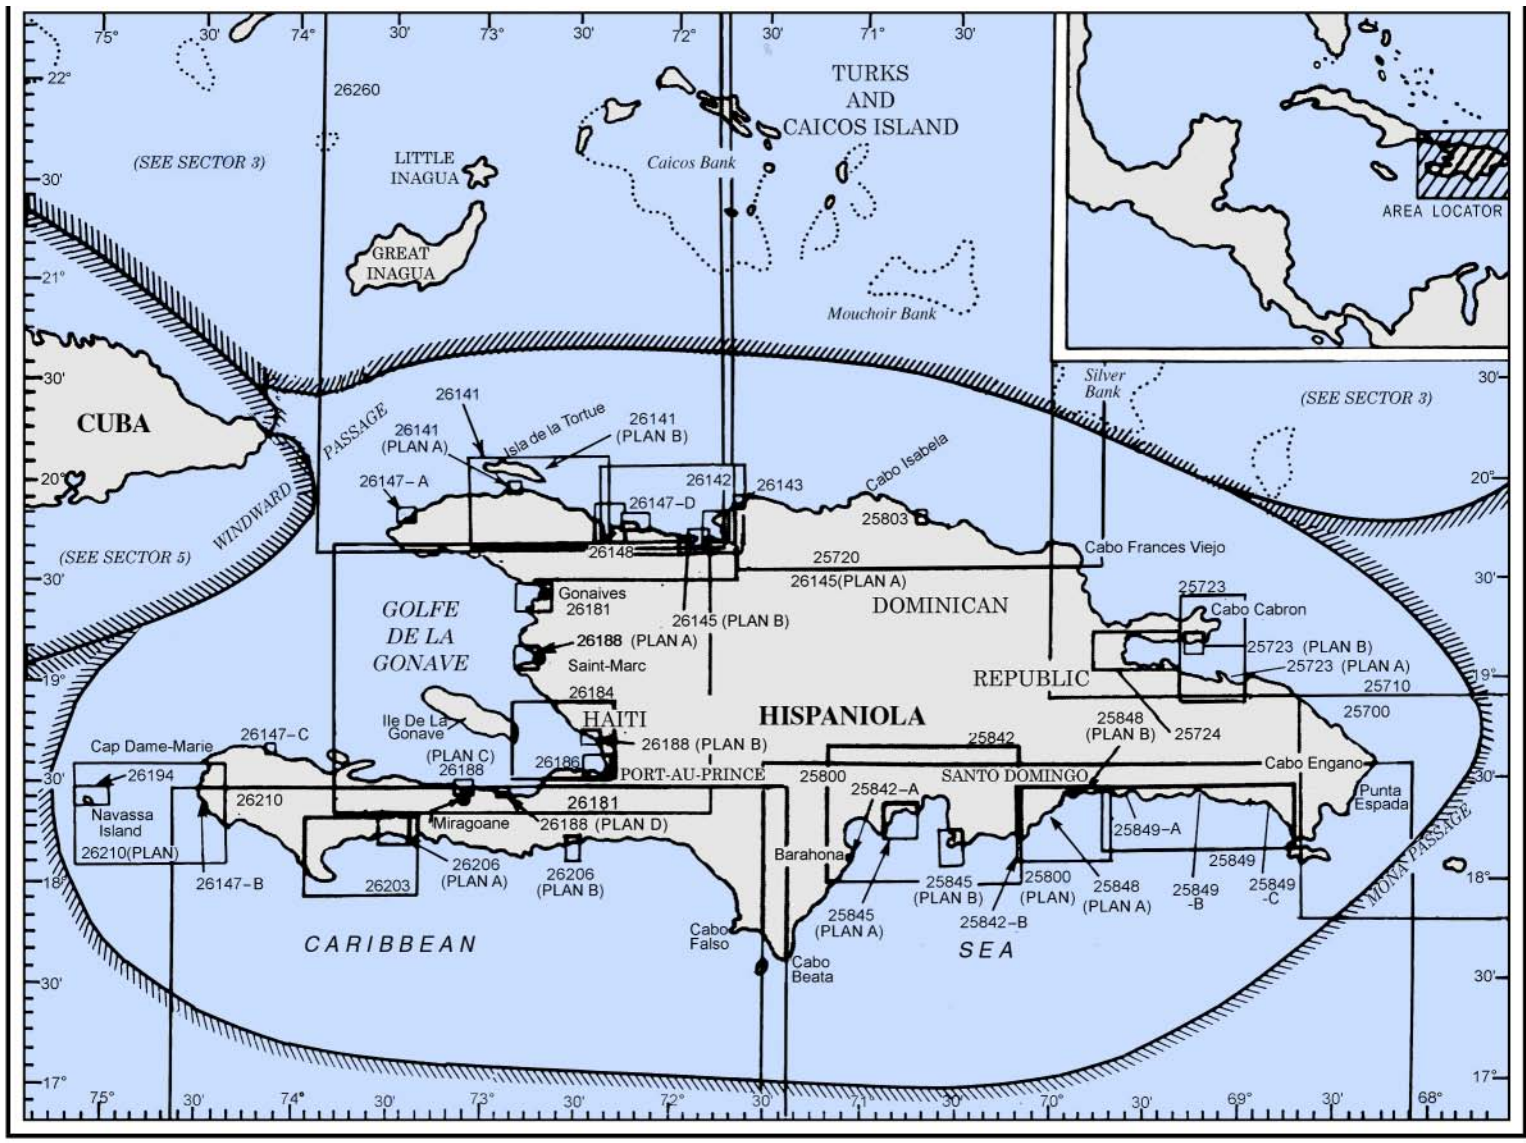 75°
30'
74°
30'
73°
30'
72°
30'
71°
30'
22°
26260
TURKS
AND
CAICOS ISLAND
(SEE SECTOR 3)
LITTLE
INAGUA
Caicos Bank
30'
AREA LOCATOR
GREAT
INAGUA
21°
Mouchoir Bank
30'
Silver
Bank
30'
(SEE SECTOR 3)
CUBA
PASSAGE
26141
26141
(PLAN A)
Isla de la Tortue
26141
(PLAN B)
Cabo Isabela
20°
26147-A
26142
26143
20°
WINDWARD
26147-D
25803
(SEE SECTOR 5)
26148
25720
Cabo Frances Viejo
30'
26145(PLAN A)
30'
25723
Gonaives
26181
GOLFE
DE LA
GONAVE
DOMINICAN
Cabo Cabron
26145 (PLAN B)
26188 (PLAN A)
25723 (PLAN B)
Saint-Marc
25723 (PLAN A)
19°
REPUBLIC
19°
26184
25710
25700
Ile De La
Gonave
HAITI
HISPANIOLA
25848
(PLAN B)
25724
26147-C
Cap Dame-Marie
(PLAN C)
26188
26188 (PLAN B)
25842
26186
PORT-AU-PRINCE
25800
SANTO DOMINGO
Cabo Engano
30'
26194
30'
26210
26181
25842-A
Punta
Espada
Navassa
Island
Miragoane
26188 (PLAN D)
25849-A
26210(PLAN)
Barahona
25849
MONA PASSAGE
26147-B
26206
(PLAN A)
26206
(PLAN B)
18°
26203
25845
(PLAN B)
25800
(PLAN)
25848
(PLAN A)
25849
-B
25849
-C
18°
25845
(PLAN A)
25842-B
Cabo
Falso
CARIBBEAN
SEA
Cabo
Beata
30'
30'
17°
17°
75°
30'
74°
30'
73°
30'
72°
30'
71°
30'
70°
30'
69°
30'
68°